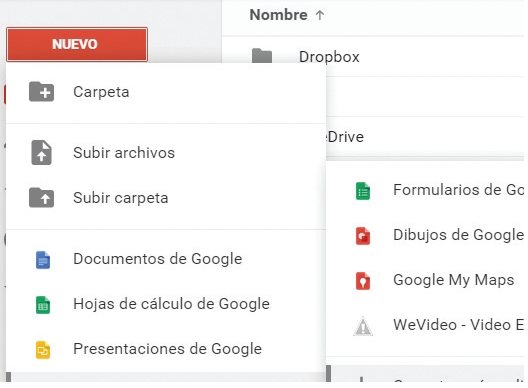 Nombre ↑
NUEVO
Dropbox
Carpeta
eDrive
Subir archivos
Subir carpeta
Formularios de Go
Dibujos de Google
Documentos de Google
Google My Maps
Hojas de cálculo de Google
WeVideo - Video E
Presentaciones de Google